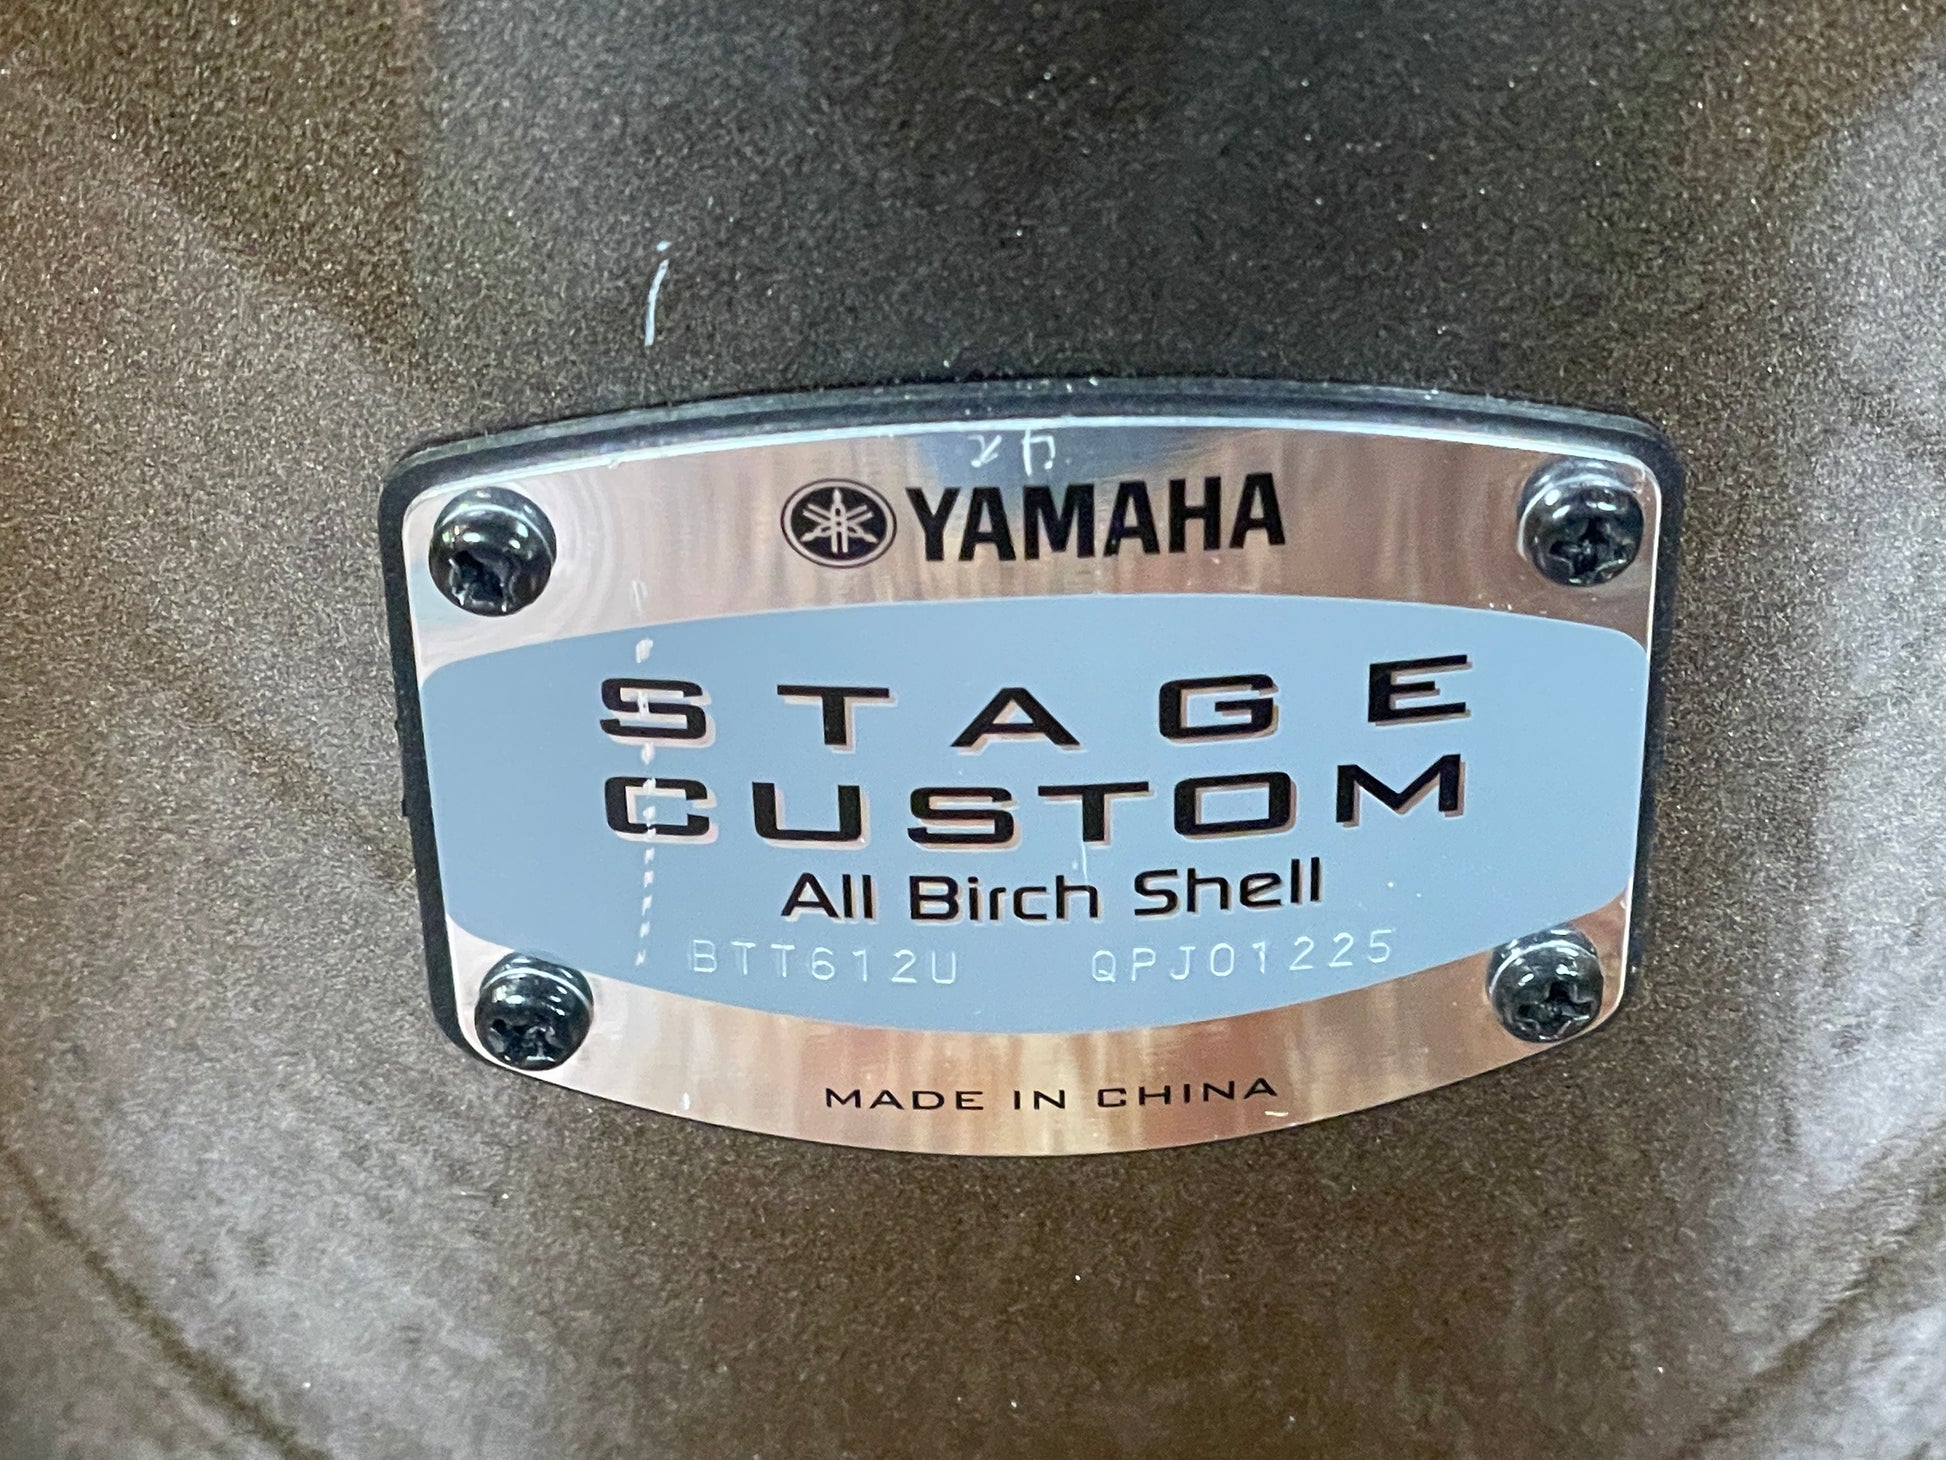 YAMAHA
STAGE
CUSTOM
All Birch Shell
BTT612U QPJ01225
MADE IN CHINA